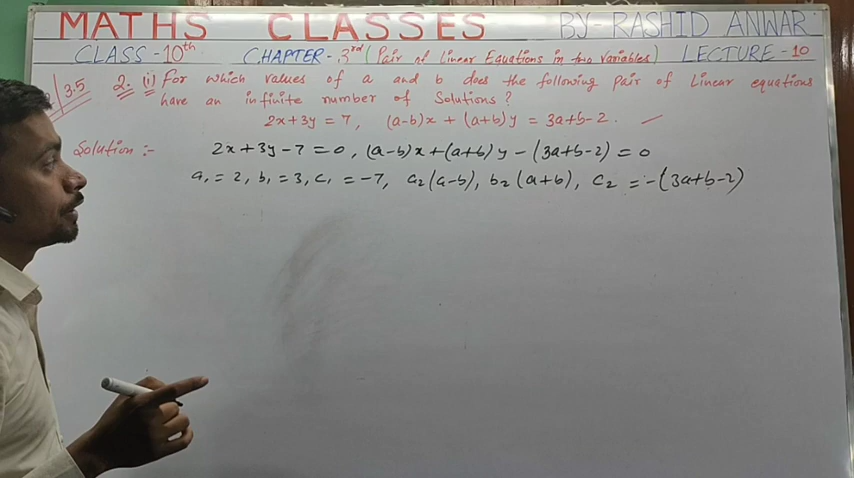 MATHS CLASSES BY- RASHID ANWAR
CLASS - 10th CHAPTER - 3rd (Pair of Linear Equations in two Variables) LECTURE - 10
3.5 2. (i) For which values of a and b does the following pair of Linear equations
have an infinite number of Solutions?
2x + 3y = 7, (a-b)x + (a+b)y = 3a+b-2.
Solution :- 2x + 3y - 7 = 0, (a-b)x + (a+b)y - (3a+b-2) = 0
a₁ = 2, b₁ = 3, c₁ = -7, a₂(a-b), b₂(a+b), c₂ = -(3a+b-2)